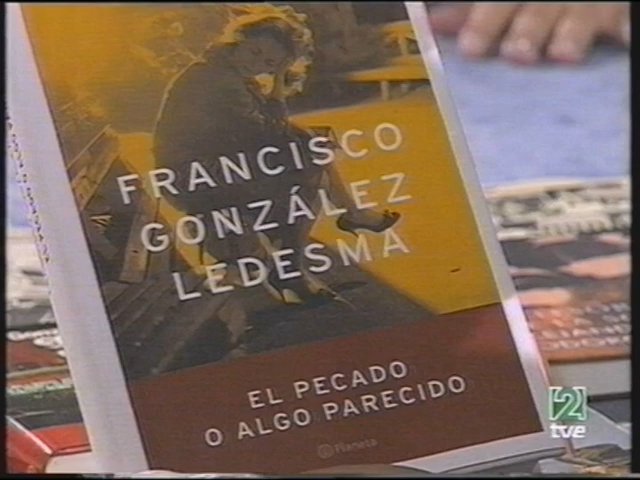 FRANCISCO
GONZÁLEZ
LEDESMA
EL PECADO
O ALGO PARECIDO
Planeta
2
tve